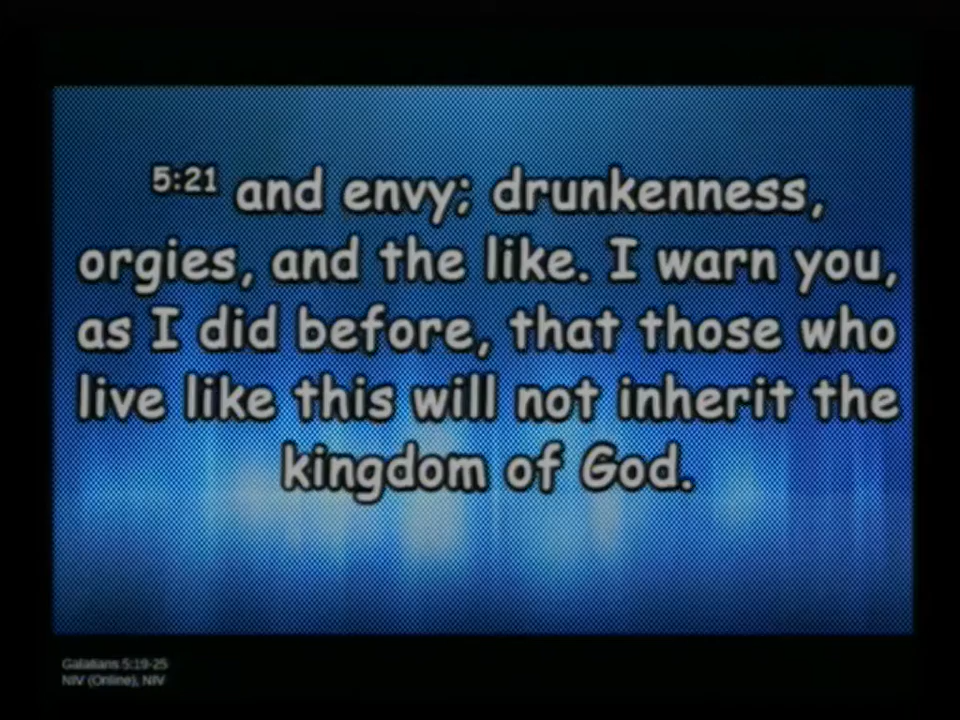 5:21 and envy; drunkenness,
orgies, and the like. I warn you,
as I did before, that those who
live like this will not inherit the
kingdom of God.
Galatians 5:19-25
NIV (Online), NIV